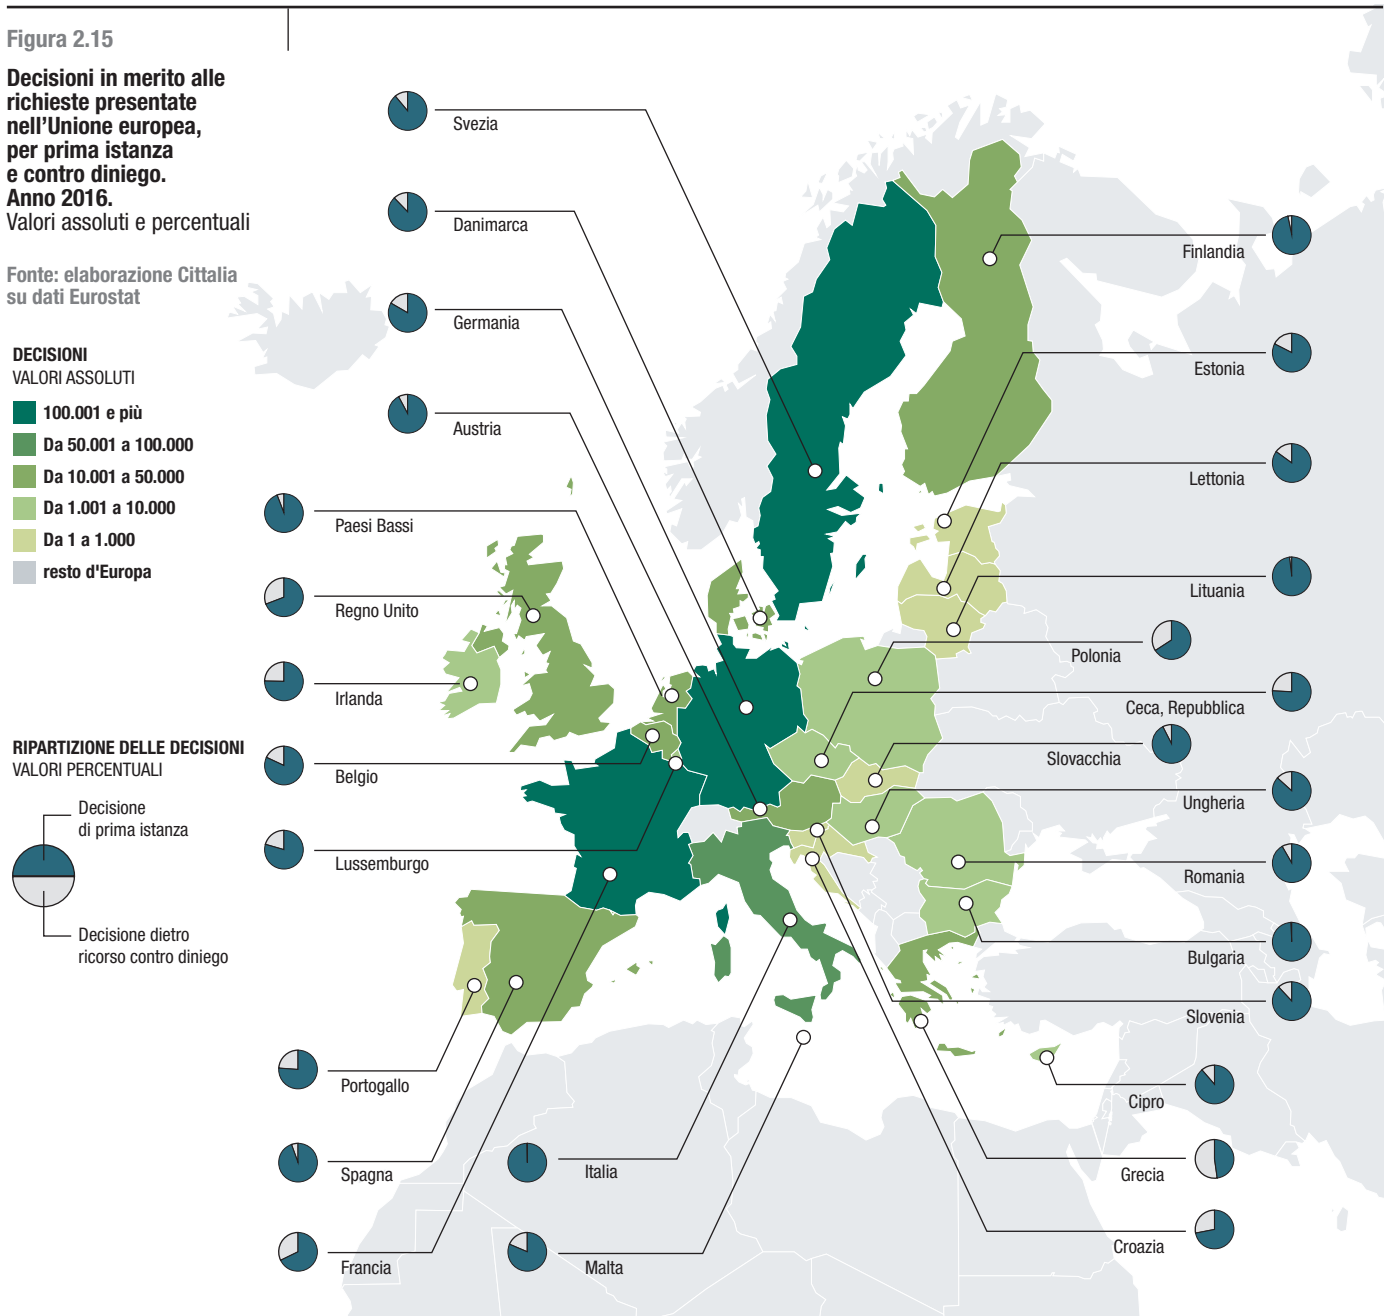 Figura 2.15
Decisioni in merito alle
richieste presentate
nell'Unione europea,
per prima istanza
e contro diniego.
Anno 2016.
Valori assoluti e percentuali
Fonte: elaborazione Cittalia
su dati Eurostat
DECISIONI
VALORI ASSOLUTI
100.001 e più
Da 50.001 a 100.000
Da 10.001 a 50.000
Da 1.001 a 10.000
Da 1 a 1.000
resto d'Europa
RIPARTIZIONE DELLE DECISIONI
VALORI PERCENTUALI
Decisione
di prima istanza
Decisione dietro
ricorso contro diniego
Svezia
Danimarca
Germania
Austria
Paesi Bassi
Regno Unito
Irlanda
Belgio
Lussemburgo
Portogallo
Spagna
Francia
Italia
Malta
Finlandia
Estonia
Lettonia
Lituania
Polonia
Ceca, Repubblica
Slovacchia
Ungheria
Romania
Bulgaria
Slovenia
Cipro
Grecia
Croazia